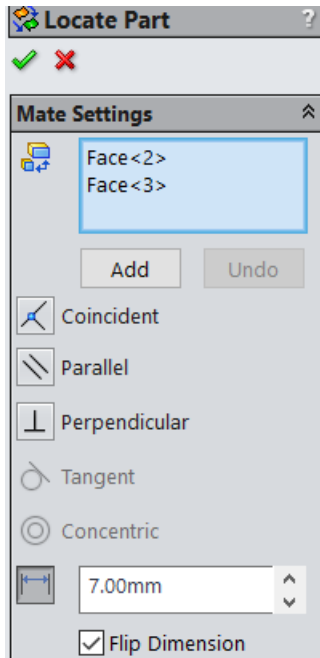 Locate Part ?
Mate Settings
Face<2>
Face<3>
Add Undo
Coincident
Parallel
Perpendicular
Tangent
Concentric
7.00mm
Flip Dimension